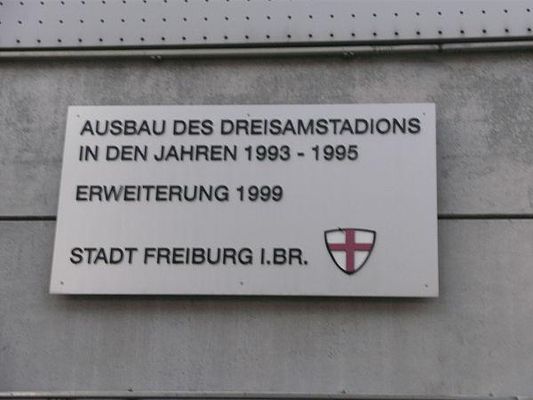 AUSBAU DES DREISAMSTADIONS
IN DEN JAHREN 1993 - 1995
ERWEITERUNG 1999
STADT FREIBURG I.BR.